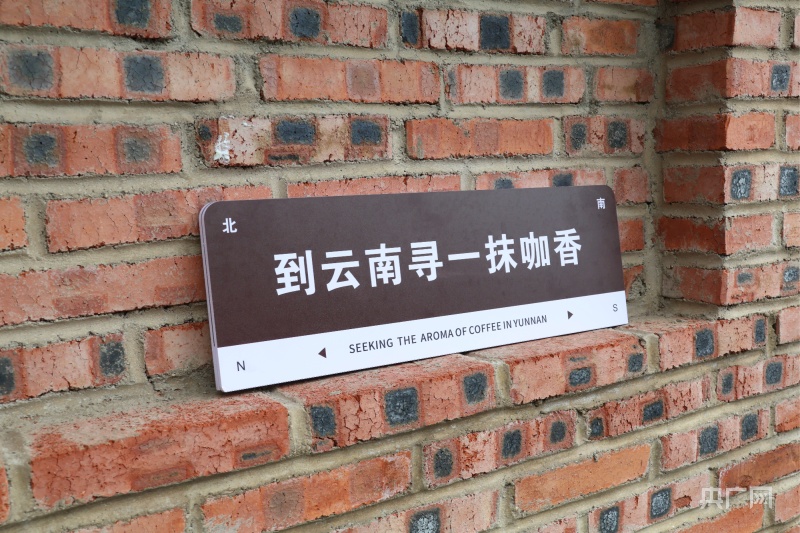 北 南
到云南寻一抹咖香
N ◀ SEEKING THE AROMA OF COFFEE IN YUNNAN ▶ S
央广网